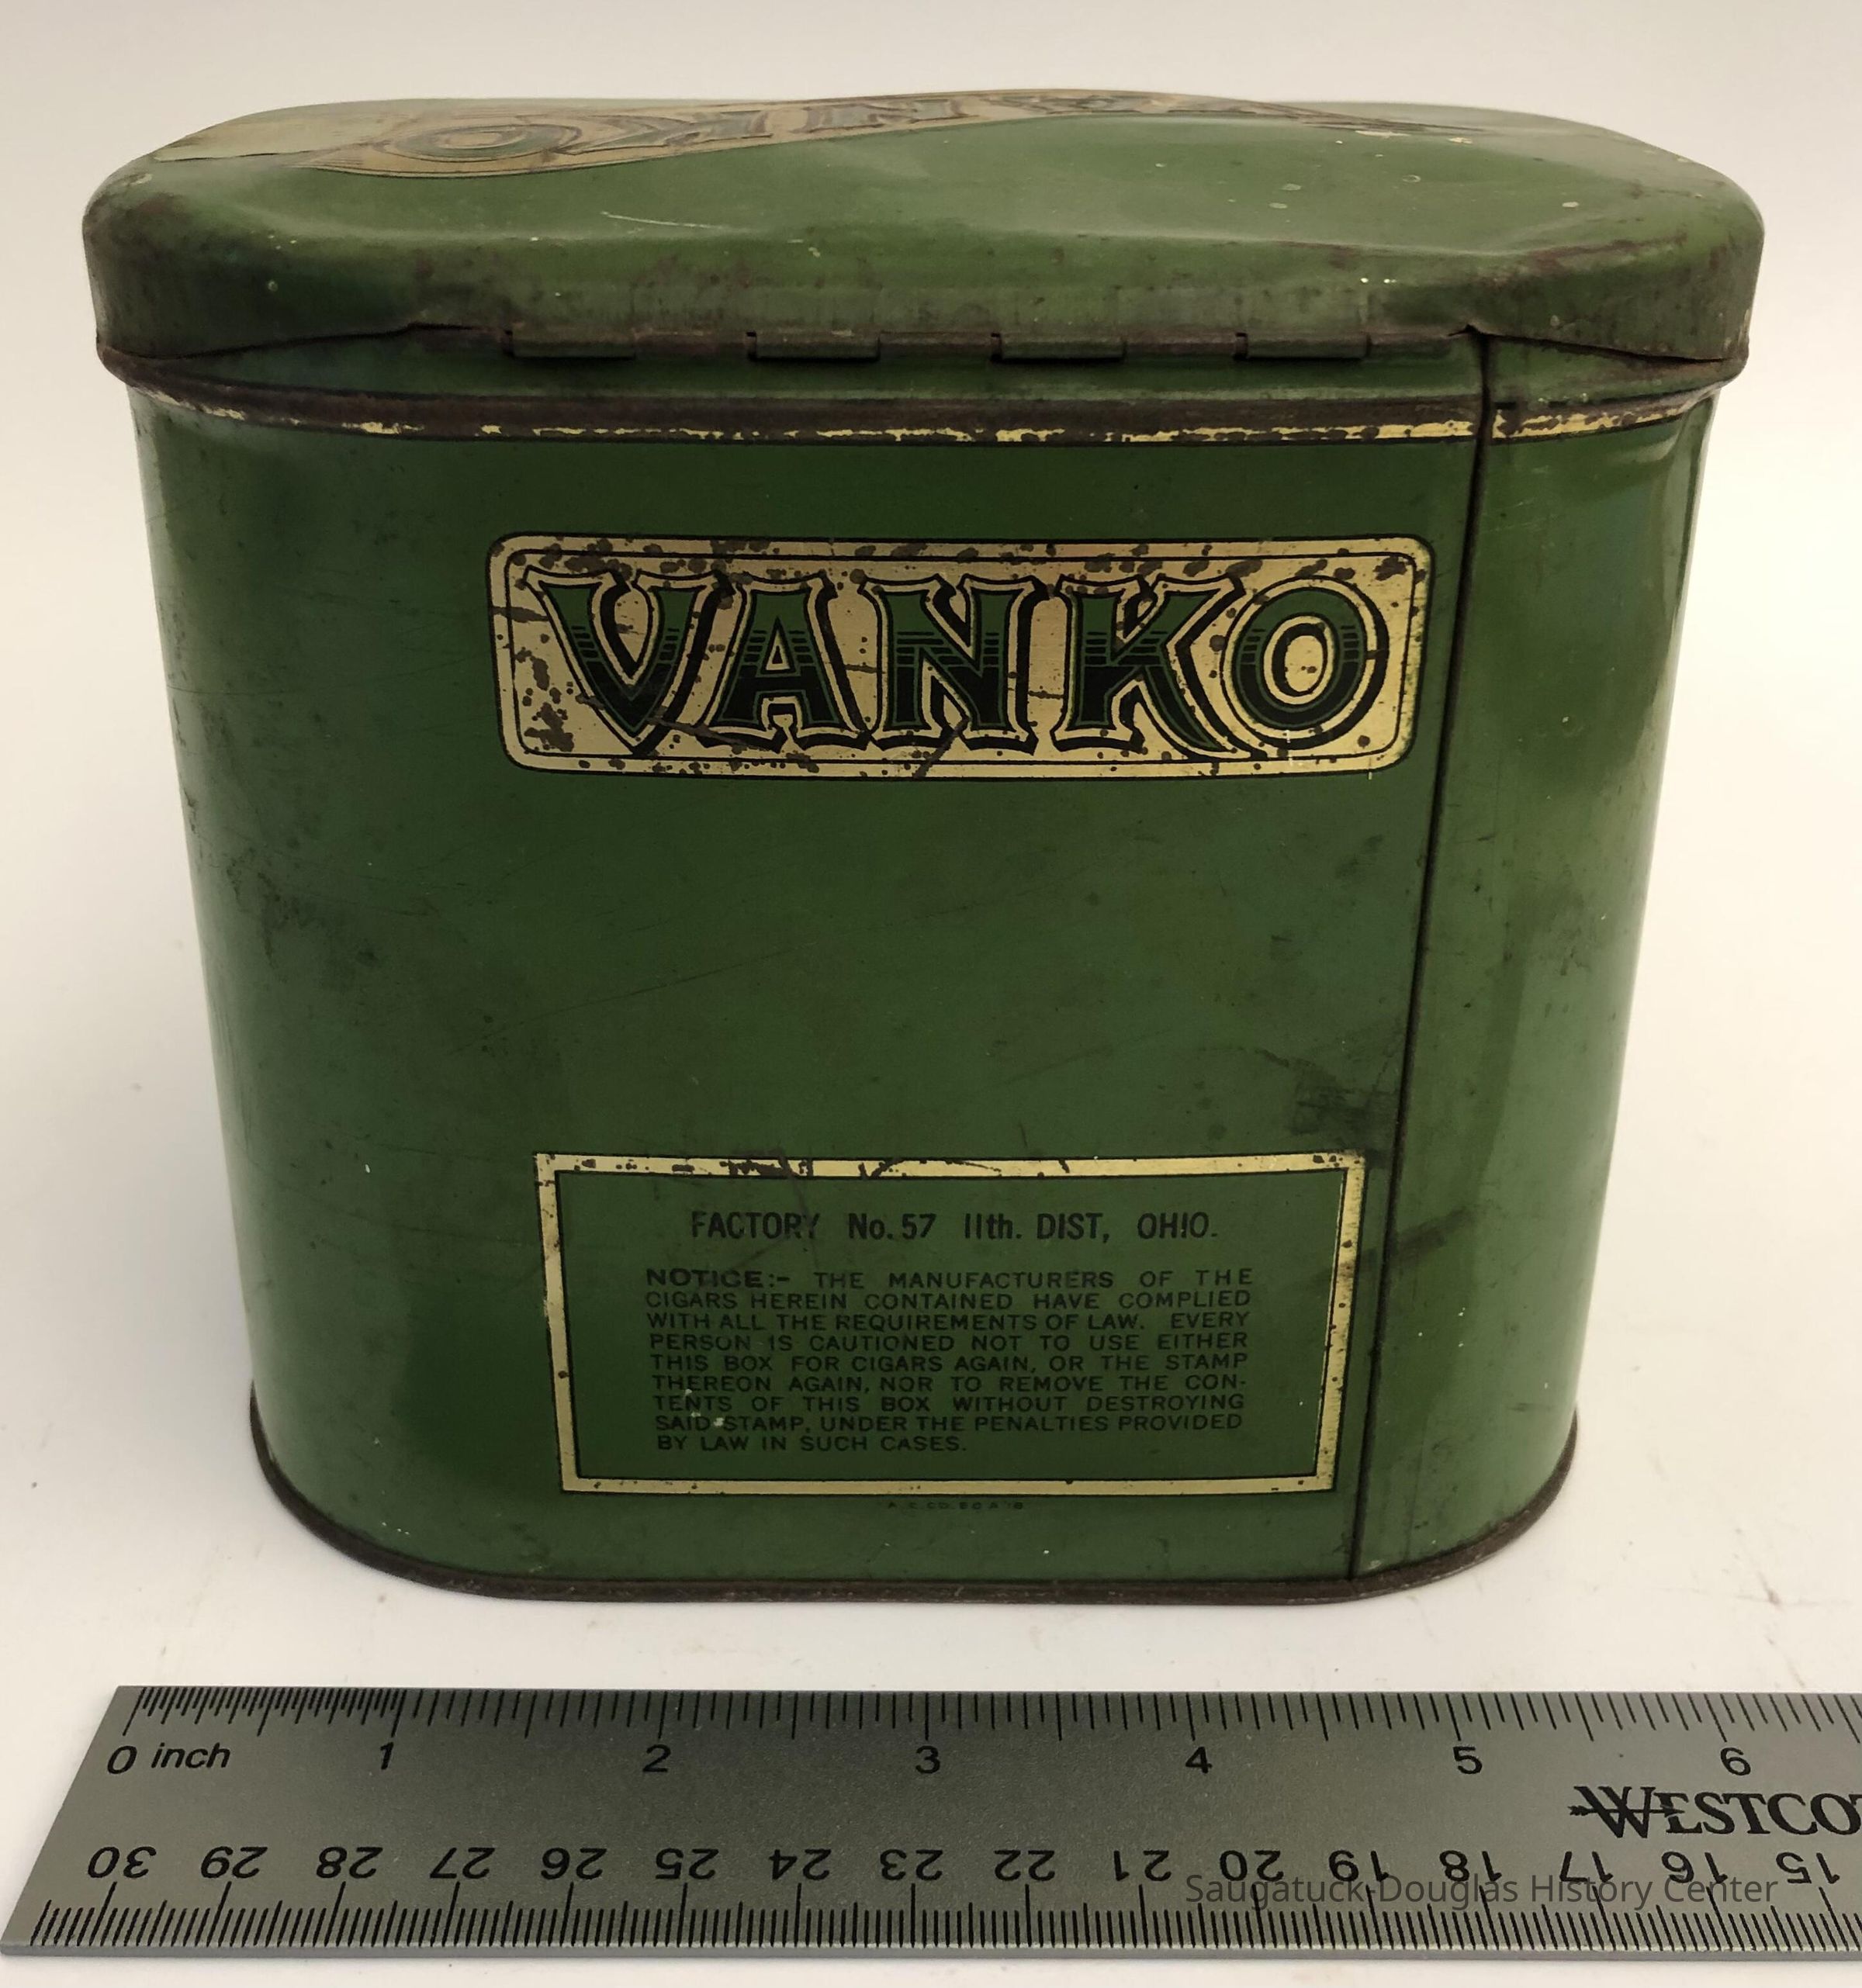 VANKO
VANKO
FACTORY No. 57 11th. DIST, OHIO.
NOTICE:- THE MANUFACTURERS OF THE
CIGARS HEREIN CONTAINED HAVE COMPLIED
WITH ALL THE REQUIREMENTS OF LAW. EVERY
PERSON IS CAUTIONED NOT TO USE EITHER
THIS BOX FOR CIGARS AGAIN, OR THE STAMP
THEREON AGAIN, NOR TO REMOVE THE CON-
TENTS OF THIS BOX WITHOUT DESTROYING
SAID STAMP, UNDER THE PENALTIES PROVIDED
BY LAW IN SUCH CASES.
0 inch 1 2 3 4 5 6
WESTCO
30 29 28 27 26 25 24 23 22 21 20 19 18 17 16 15
Saugatuck-Douglas History Center